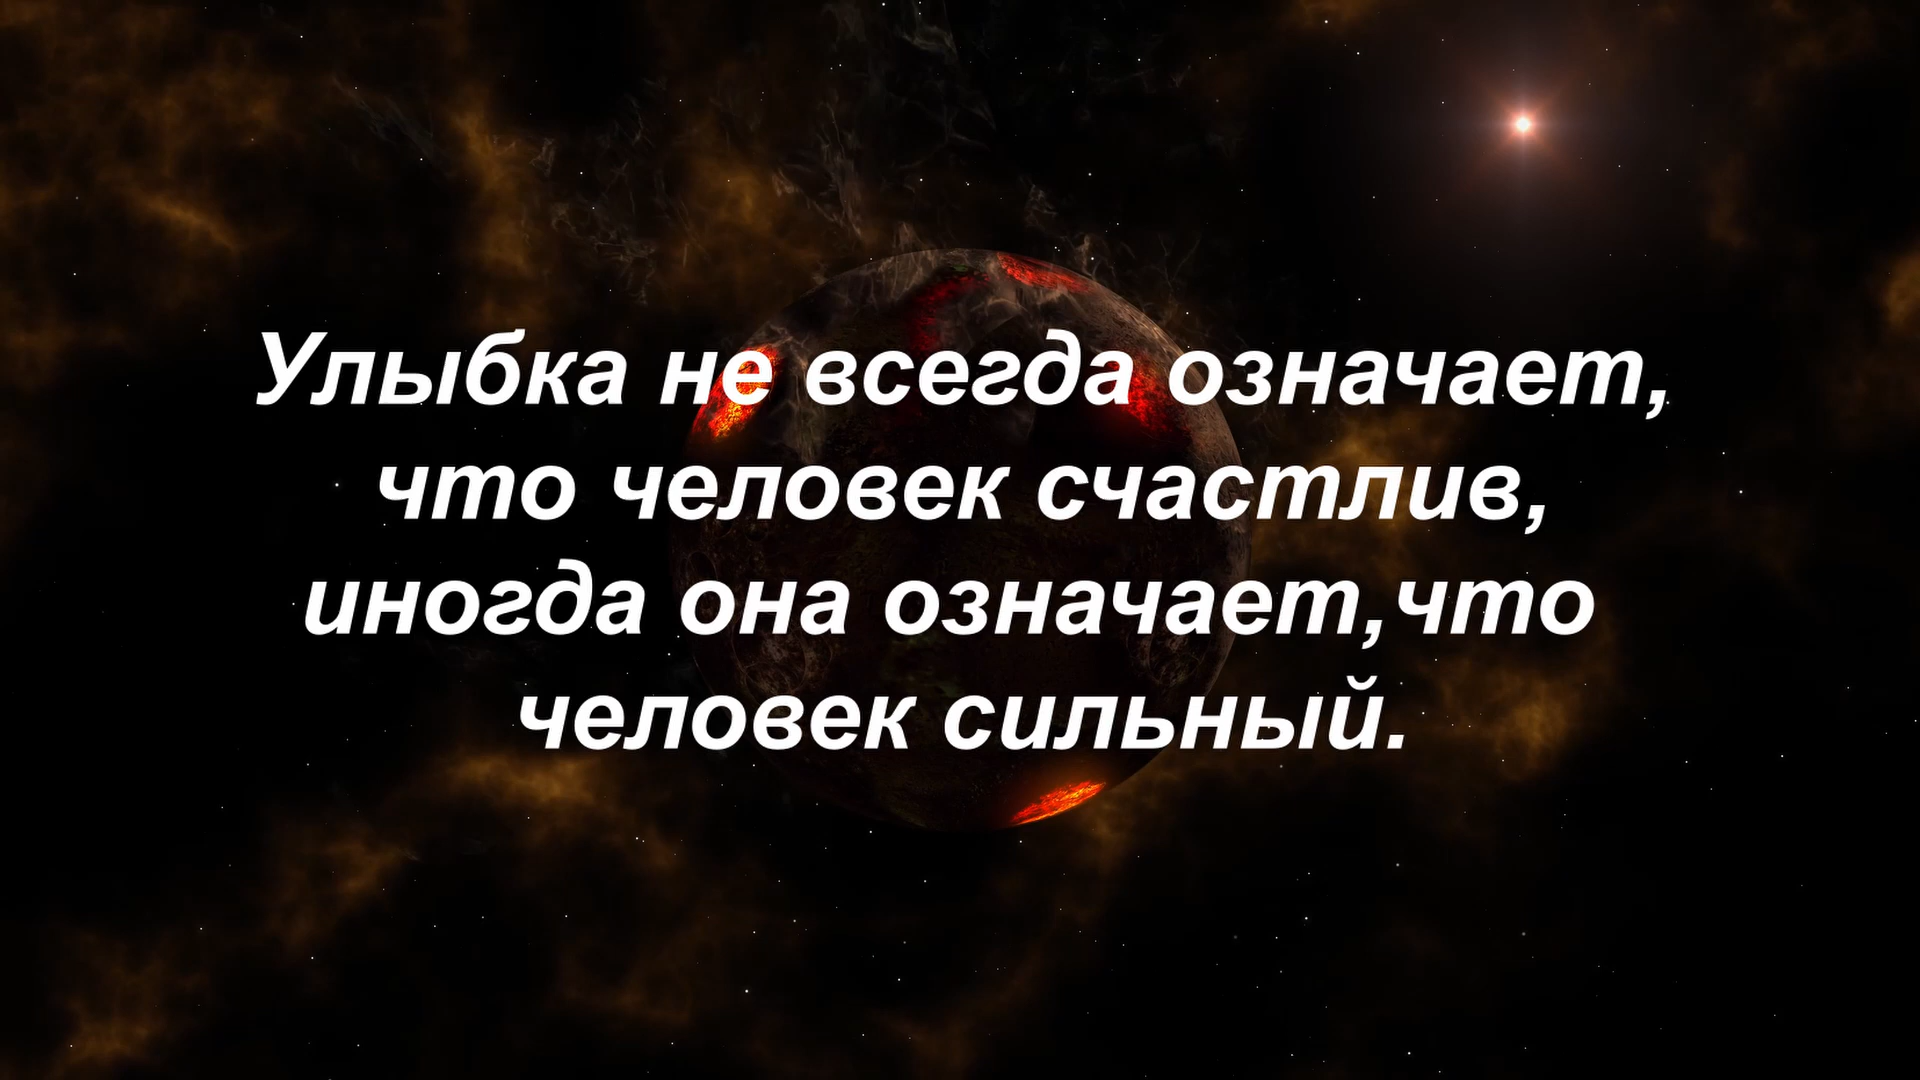 Улыбка не всегда означает,
что человек счастлив,
иногда она означает,что
человек сильный.